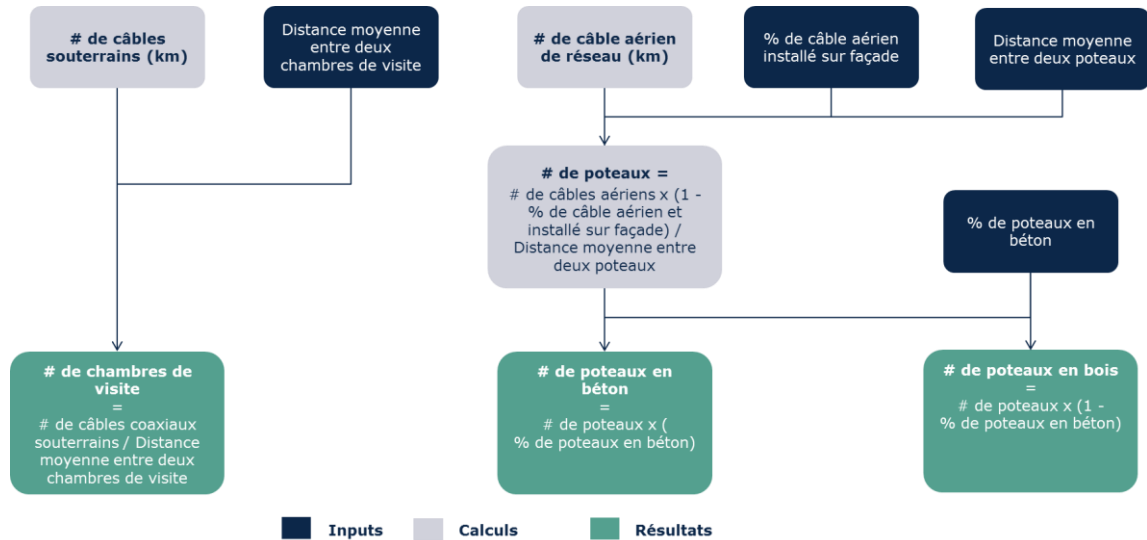 # de câbles
souterrains (km)
Distance moyenne
entre deux
chambres de visite
# de câble aérien
de réseau (km)
% de câble aérien
installé sur façade
Distance moyenne
entre deux poteaux
# de poteaux =
# de câbles aériens x (1 -
% de câble aérien et
installé sur façade) /
Distance moyenne entre
deux poteaux
% de poteaux en
béton
# de chambres de
visite
=
# de câbles coaxiaux
souterrains / Distance
moyenne entre deux
chambres de visite
# de poteaux en
béton
=
# de poteaux x (
% de poteaux en béton)
# de poteaux en bois
=
# de poteaux x (1 -
% de poteaux en béton)
Inputs
Calculs
Résultats